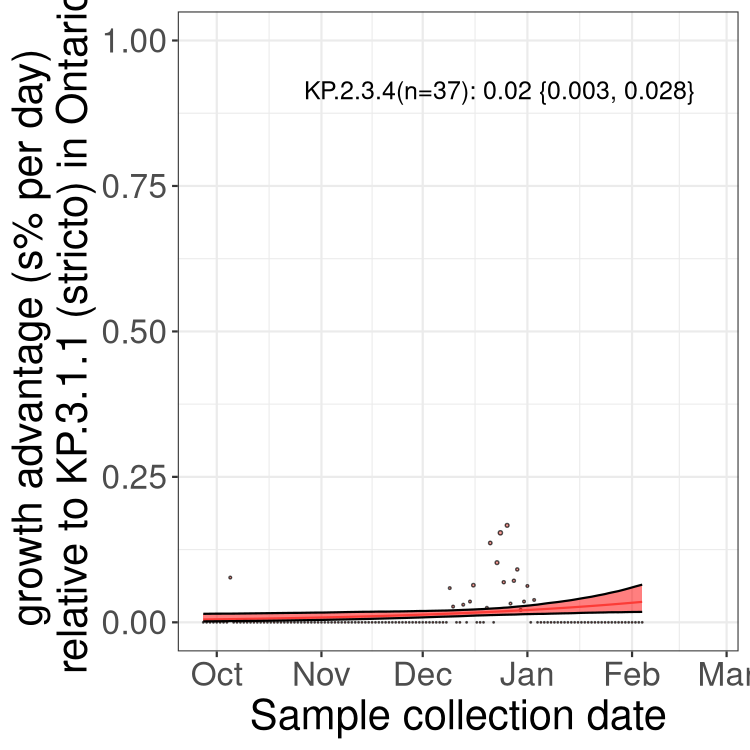 growth advantage (s% per day)
relative to KP.3.1.1 (stricto) in Ontario
1.00
KP.2.3.4(n=37): 0.02 {0.003, 0.028}
0.75
0.50
0.25
0.00
Oct Nov Dec Jan Feb Mar
Sample collection date